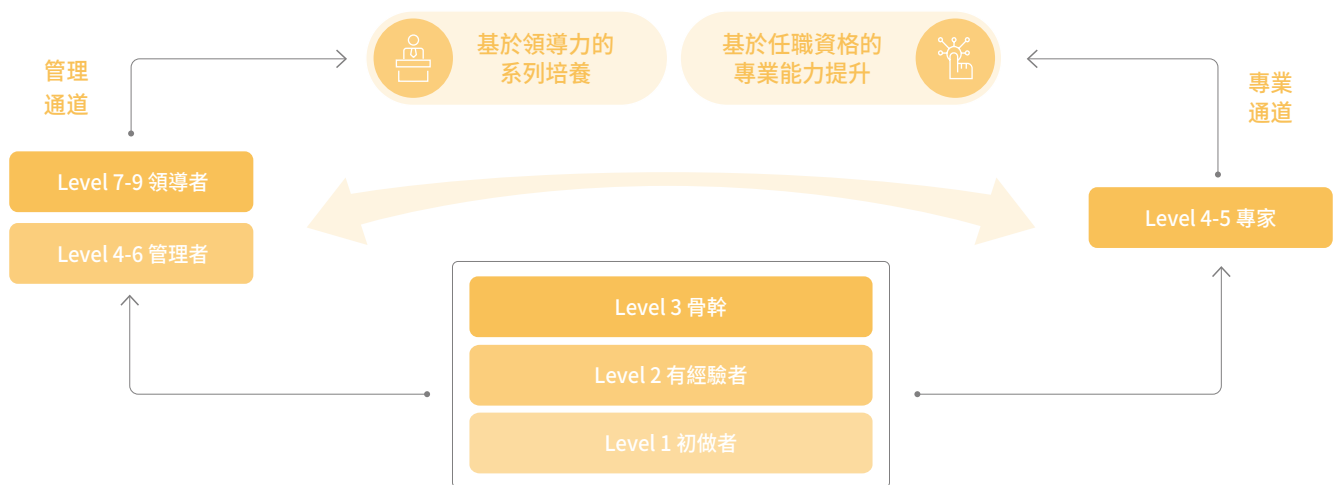 管理
通道
基於領導力的
系列培養
基於任職資格的
專業能力提升
專業
通道
Level 7-9 領導者
Level 4-6 管理者
Level 4-5 專家
Level 3 骨幹
Level 2 有經驗者
Level 1 初做者